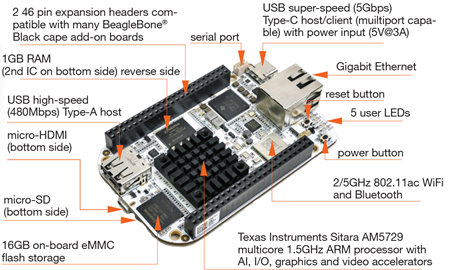 2 46 pin expansion headers com-
patible with many BeagleBone®
Black cape add-on boards
1GB RAM
(2nd IC on bottom side) reverse side
USB high-speed
(480Mbps) Type-A host
micro-HDMI
(bottom side)
micro-SD
(bottom side)
16GB on-board eMMC
flash storage
serial port
USB super-speed (5Gbps)
Type-C host/client (multiport capa-
ble) with power input (5V@3A)
Gigabit Ethernet
reset button
5 user LEDs
power button
2/5GHz 802.11ac WiFi
and Bluetooth
Texas Instruments Sitara AM5729
multicore 1.5GHz ARM processor with
AI, I/O, graphics and video accelerators